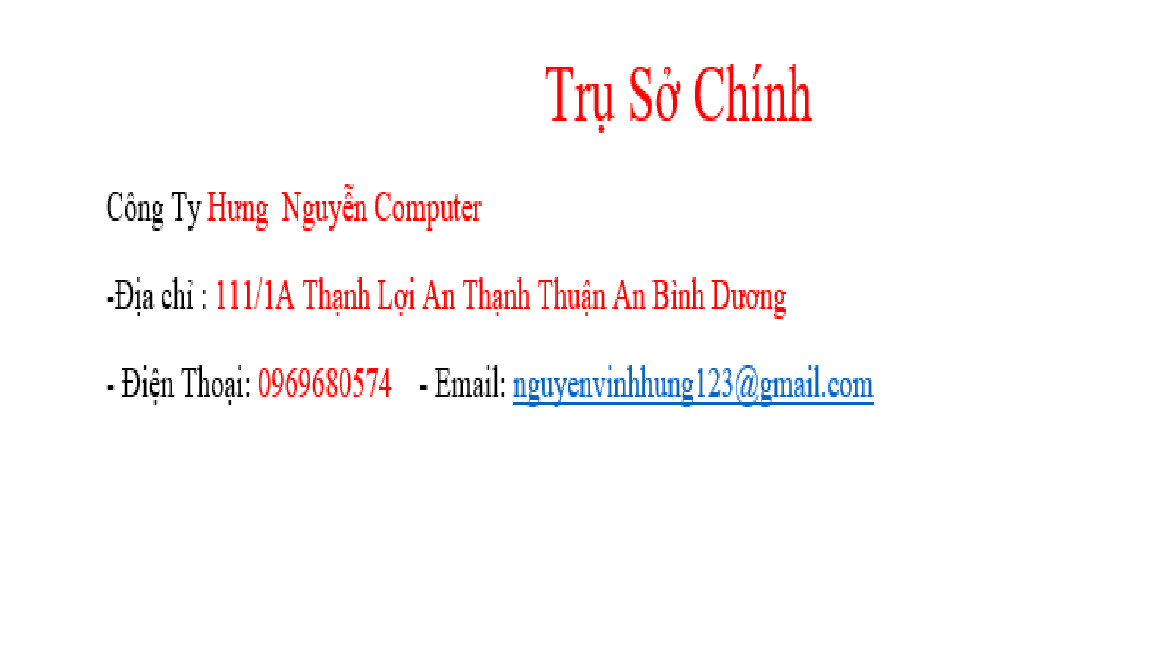 Trụ Sở Chính
Công Ty Hưng  Nguyễn Computer
-Địa chỉ : 111/1A Thạnh Lợi An Thạnh Thuận An Bình Dương
- Điện Thoại: 0969680574    - Email: nguyenvinhhung123@gmail.com